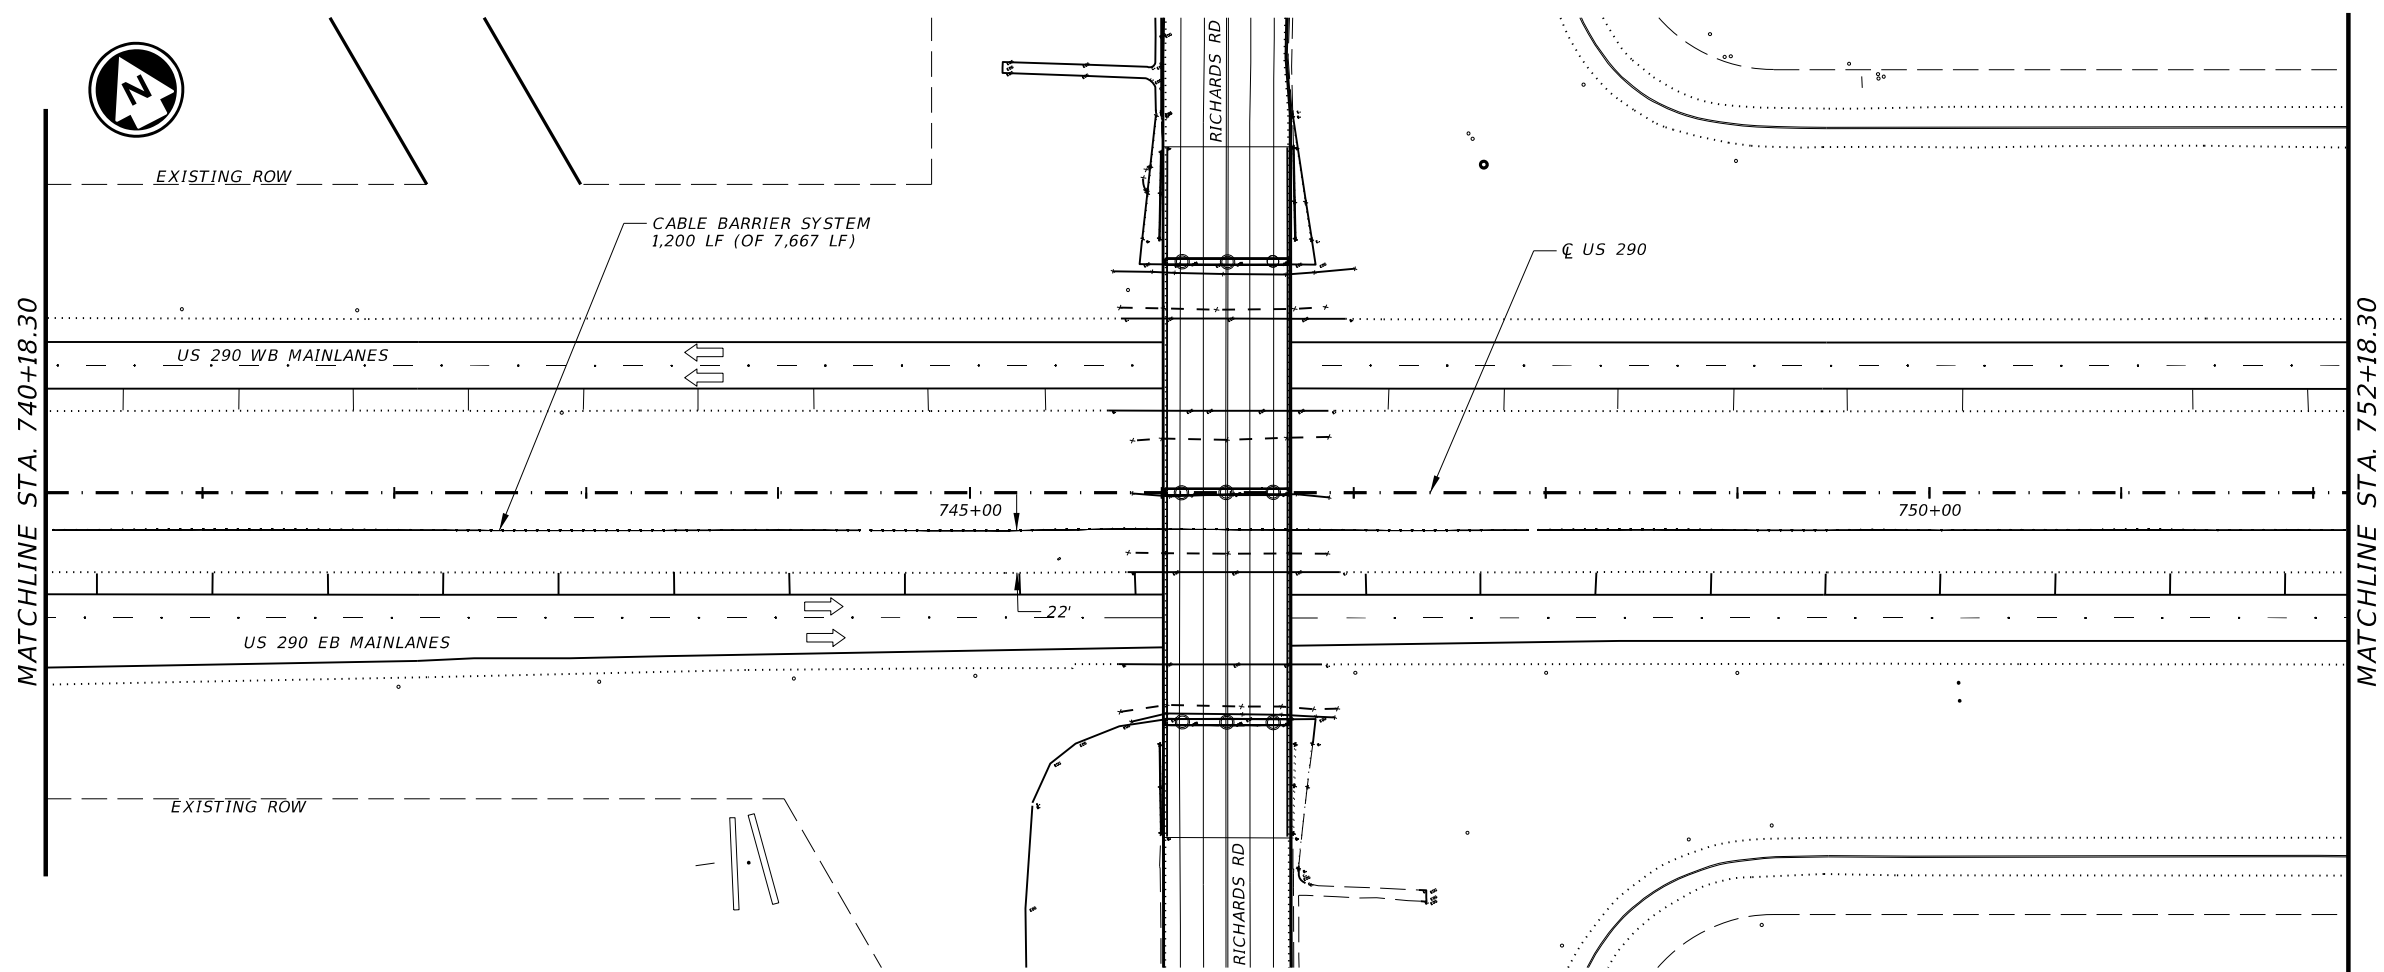 RICHARDS RD
N
EXISTING ROW
CABLE BARRIER SYSTEM
1,200 LF (OF 7,667 LF)
℄ US 290
MATCHLINE STA. 740+18.30
MATCHLINE STA. 752+18.30
US 290 WB MAINLANES
745+00
750+00
22'
US 290 EB MAINLANES
EXISTING ROW
RICHARDS RD